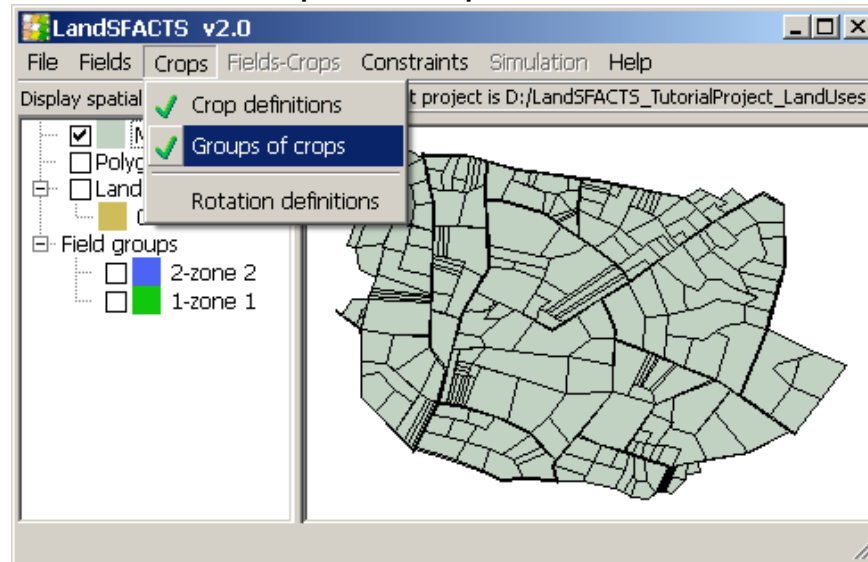 LandSFACTS v2.0
File Fields Crops Fields-Crops Constraints Simulation Help
Display spatial t project is D:/LandSFACTS_TutorialProject_LandUses
Crop definitions
Groups of crops
Rotation definitions
Polyg
Land
Field groups
2-zone 2
1-zone 1